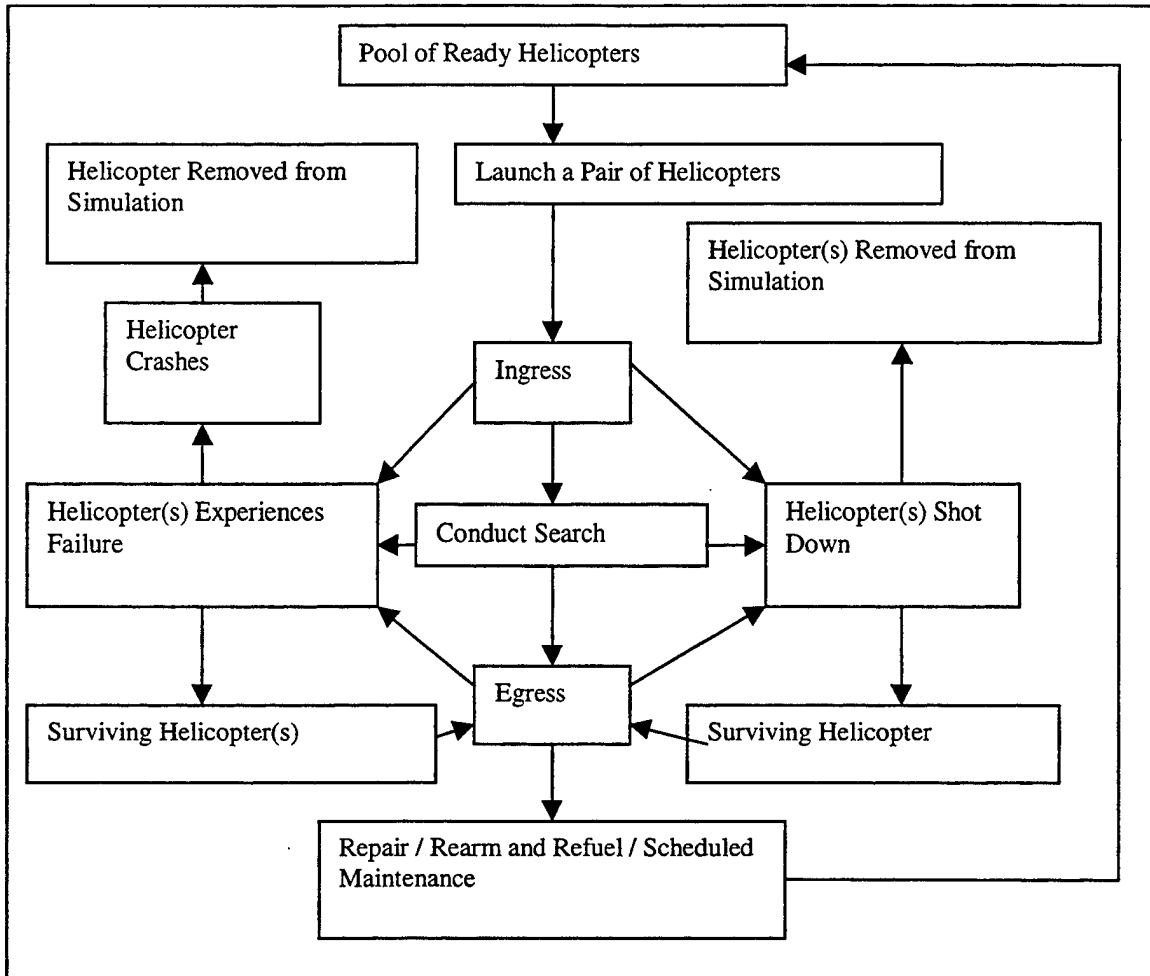 Pool of Ready Helicopters
Launch a Pair of Helicopters
Helicopter Removed from
Simulation
Helicopter(s) Removed from
Simulation
Helicopter
Crashes
Ingress
Helicopter(s) Experiences
Failure
Conduct Search
Helicopter(s) Shot
Down
Egress
Surviving Helicopter(s)
Surviving Helicopter
Repair / Rearm and Refuel / Scheduled
Maintenance